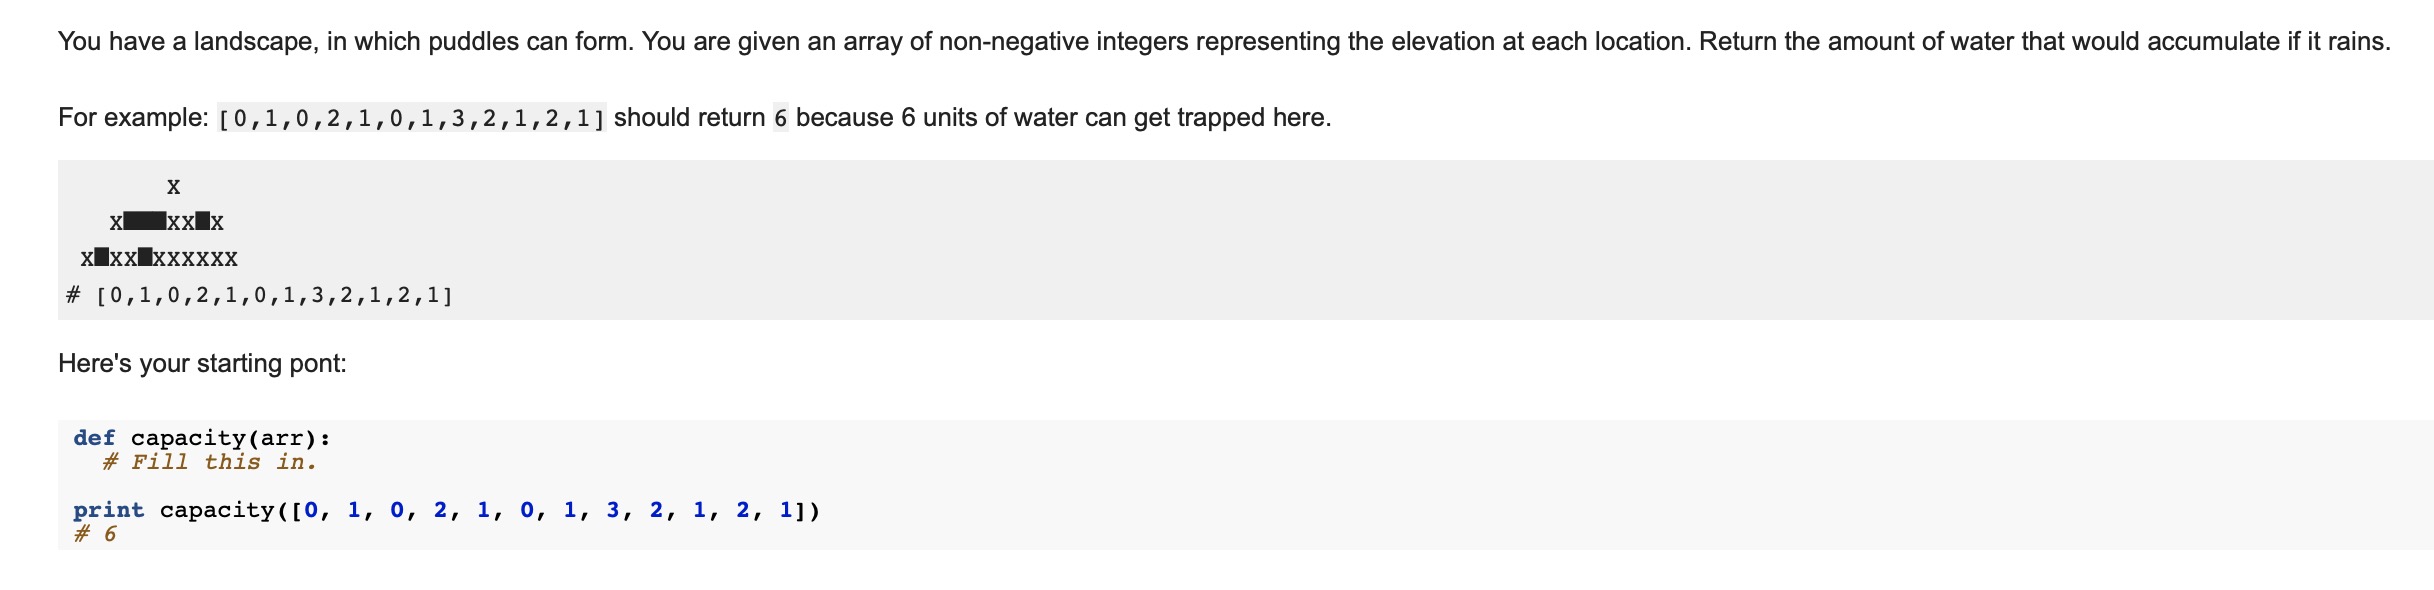 You have a landscape, in which puddles can form. You are given an array of non-negative integers representing the elevation at each location. Return the amount of water that would accumulate if it rains.
For example: [0,1,0,2,1,0,1,3,2,1,2,1] should return 6 because 6 units of water can get trapped here.
       x
   x███xx█x
 x█xx█xxxxxx
# [0,1,0,2,1,0,1,3,2,1,2,1]
Here's your starting pont:
def capacity(arr):
  # Fill this in.
print capacity([0, 1, 0, 2, 1, 0, 1, 3, 2, 1, 2, 1])
# 6